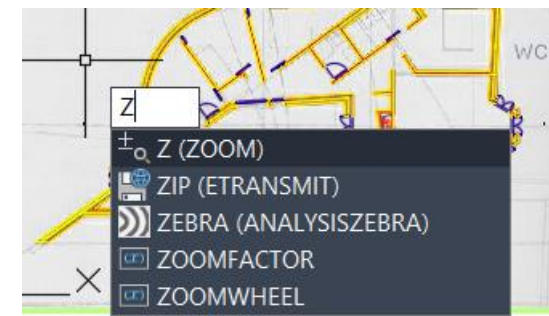 WC
Z
Z (ZOOM)
ZIP (ETRANSMIT)
ZEBRA (ANALYSISZEBRA)
ZOOMFACTOR
ZOOMWHEEL